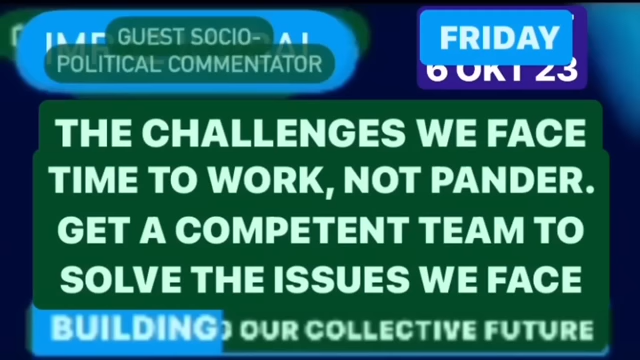 GUEST SOCIO-
POLITICAL COMMENTATOR
FRIDAY
6 OKT 23
THE CHALLENGES WE FACE
TIME TO WORK, NOT PANDER.
GET A COMPETENT TEAM TO
SOLVE THE ISSUES WE FACE
BUILDING OUR COLLECTIVE FUTURE